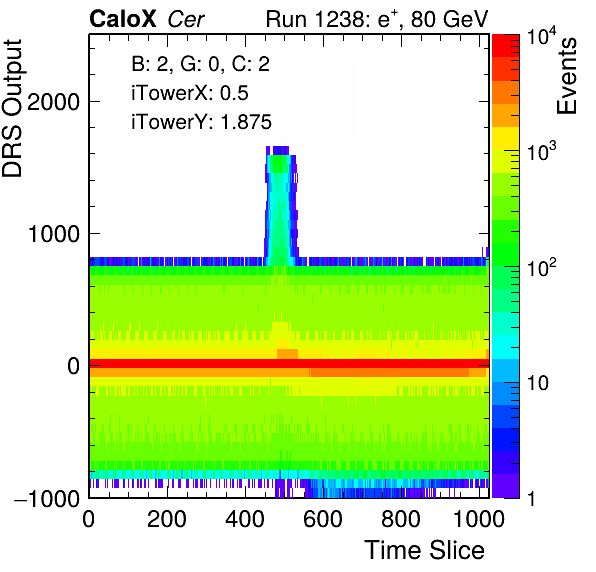 CaloX Cer Run 1238: e+, 80 GeV
B: 2, G: 0, C: 2
iTowerX: 0.5
iTowerY: 1.875
DRS Output
2000
1000
0
−1000
0 200 400 600 800 1000
Time Slice
Events
10^4
10^3
10^2
10
1